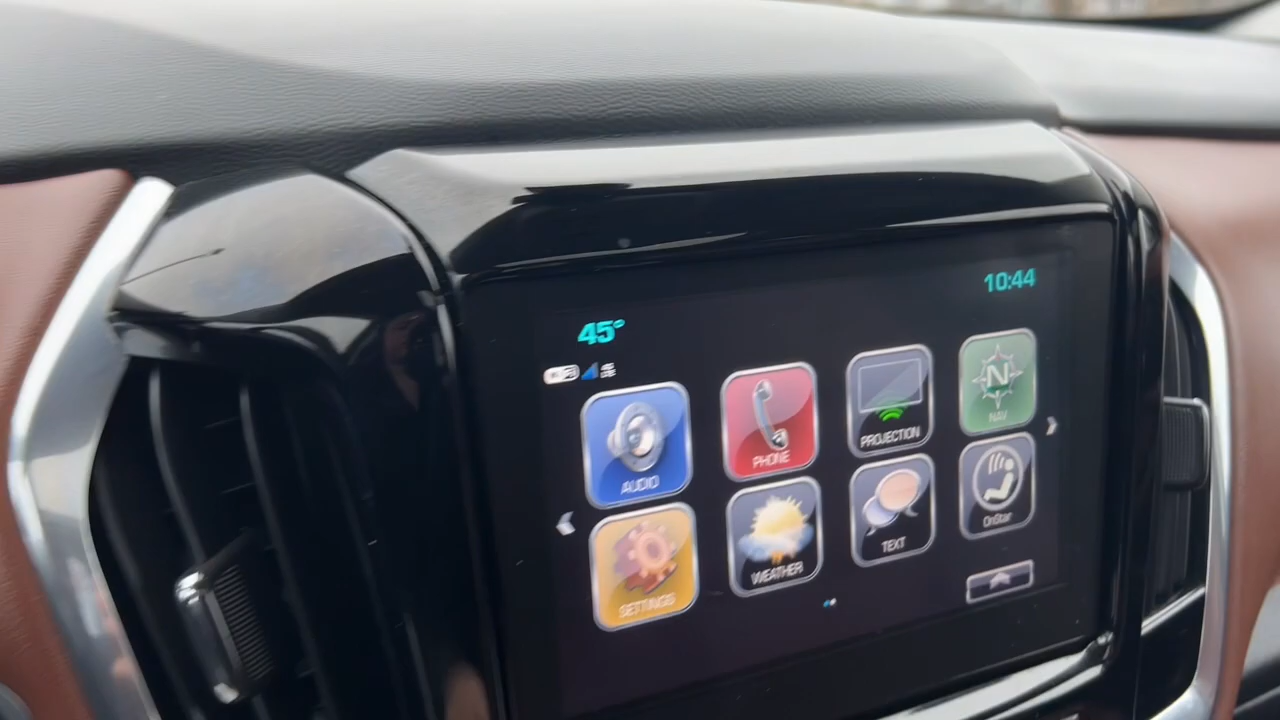 10:44
45°
AUDIO
PHONE
PROJECTION
N
NAV
SETTINGS
WEATHER
TEXT
OnStar